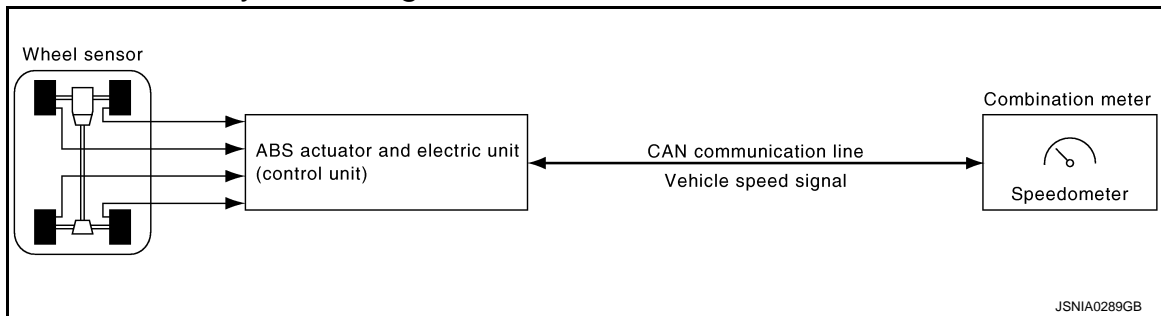 Wheel sensor
ABS actuator and electric unit
(control unit)
CAN communication line
Vehicle speed signal
Combination meter
Speedometer
JSNIA0289GB